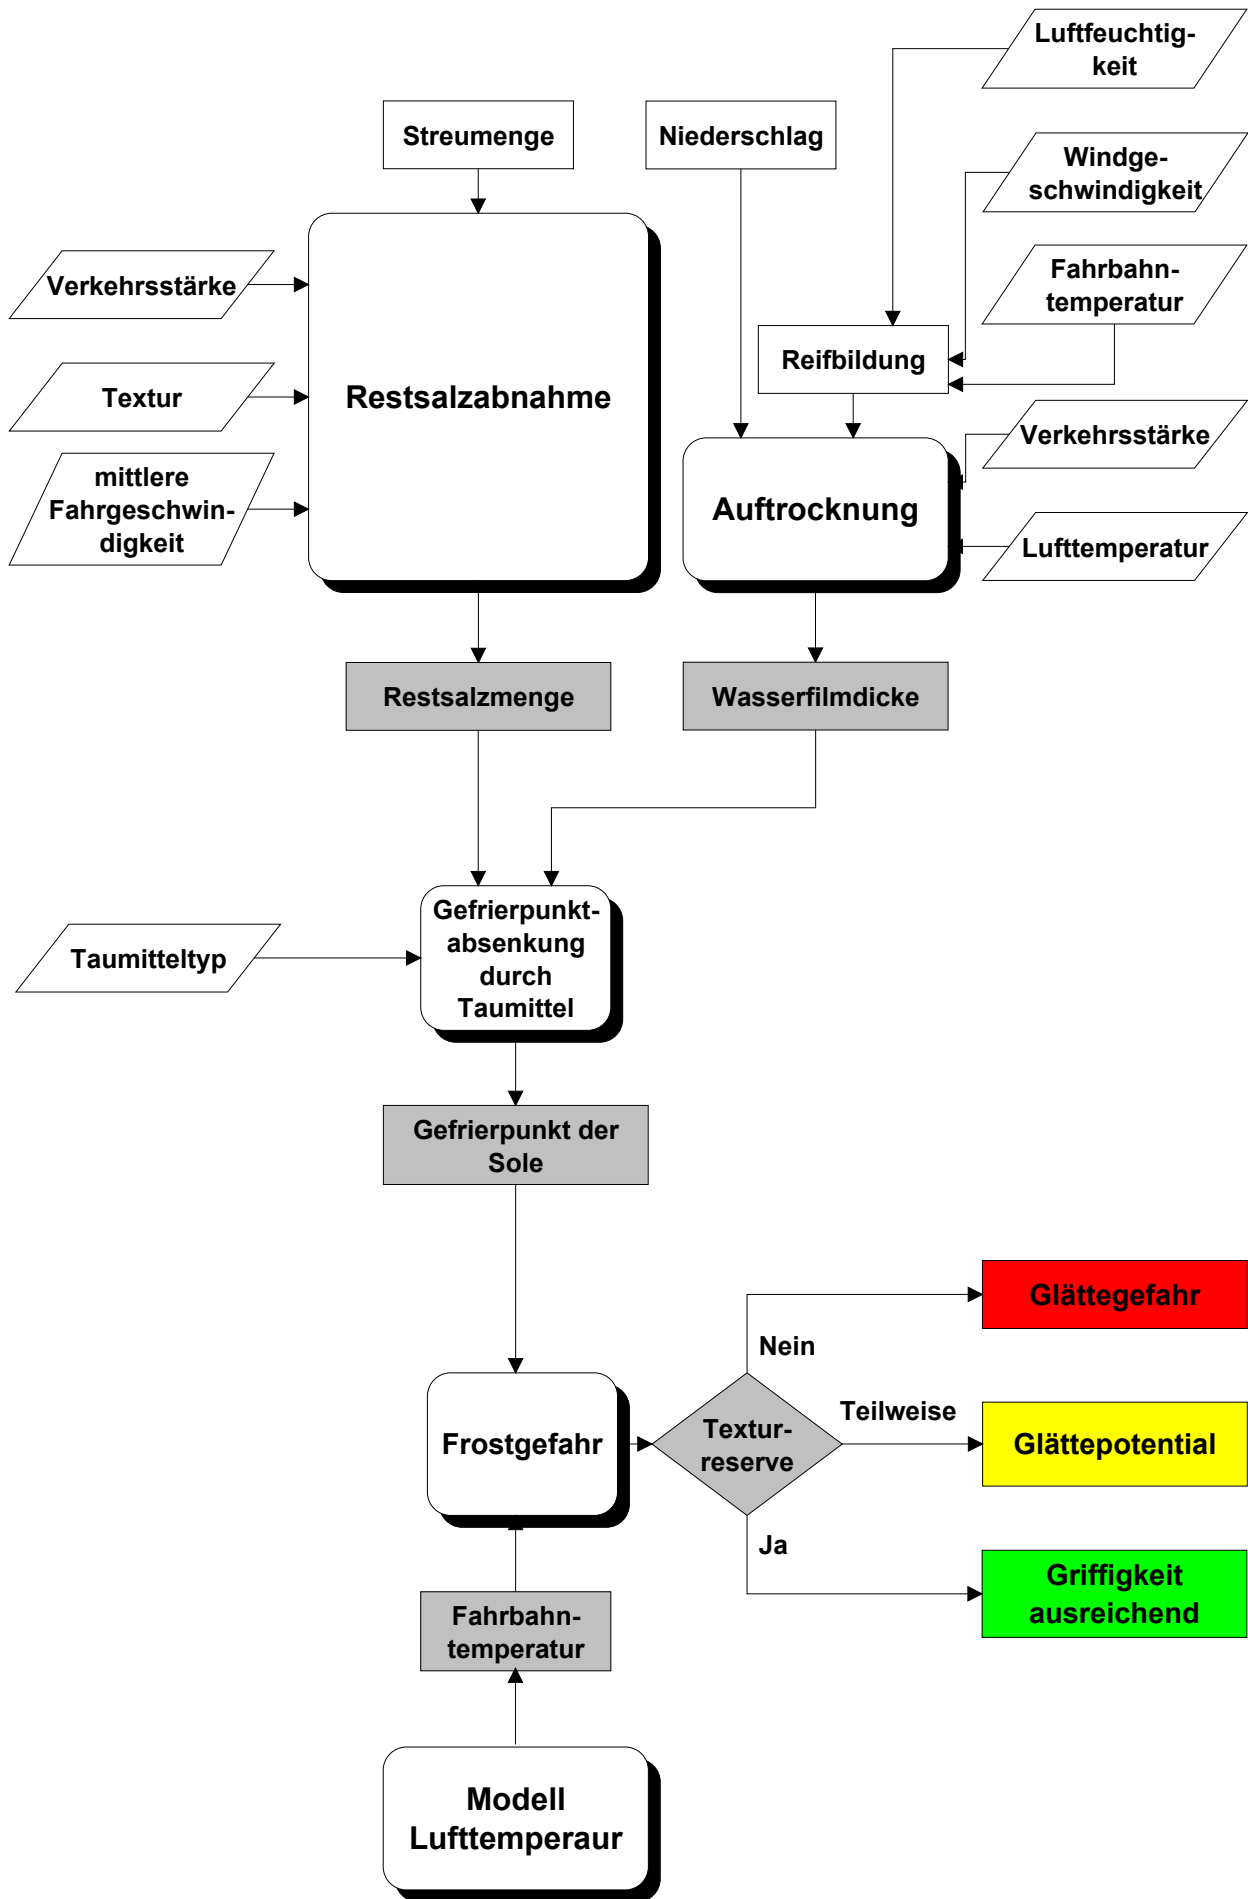 Luftfeuchtig-
keit
Streumenge
Niederschlag
Windge-
schwindigkeit
Verkehrsstärke
Fahrbahn-
temperatur
Reifbildung
Textur
Restsalzabnahme
Verkehrsstärke
mittlere
Fahrgeschwin-
digkeit
Auftrocknung
Lufttemperatur
Restsalzmenge
Wasserfilmdicke
Taumitteltyp
Gefrierpunkt-
absenkung
durch
Taumittel
Gefrierpunkt der
Sole
Glättegefahr
Nein
Frostgefahr
Textur-
reserve
Teilweise
Glättepotential
Ja
Griffigkeit
ausreichend
Fahrbahn-
temperatur
Modell
Lufttemperaur